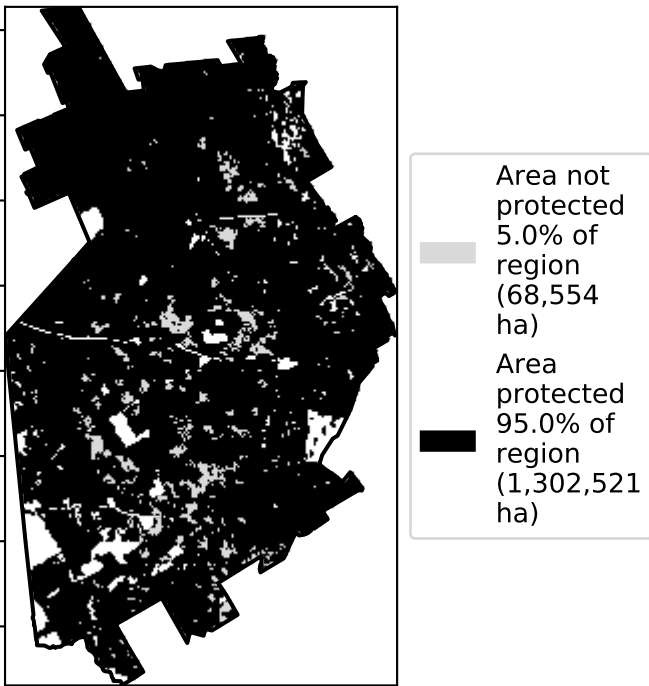 Area not
protected
5.0% of
region
(68,554
ha)
Area
protected
95.0% of
region
(1,302,521
ha)